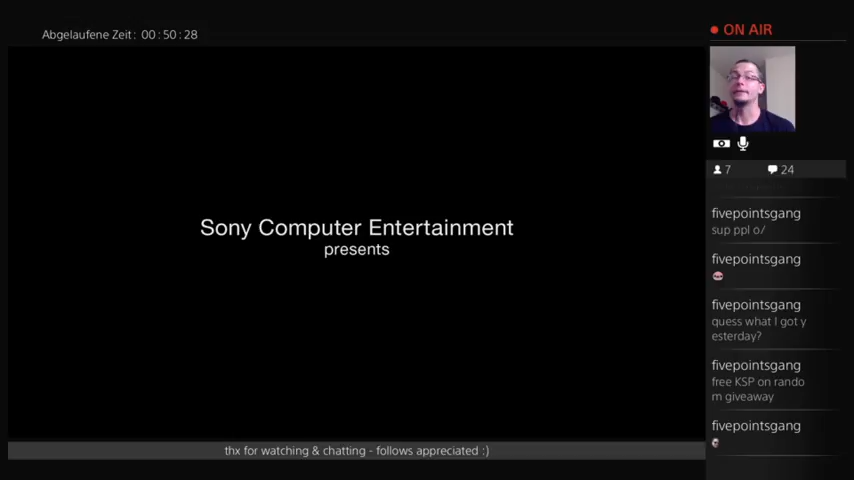 Abgelaufene Zeit: 00:50:28
ON AIR
7 24
Sony Computer Entertainment
presents
fivepointsgang
sup ppl o/
fivepointsgang
fivepointsgang
quess what I got y
esterday?
fivepointsgang
free KSP on rando
m giveaway
fivepointsgang
thx for watching & chatting - follows appreciated :)